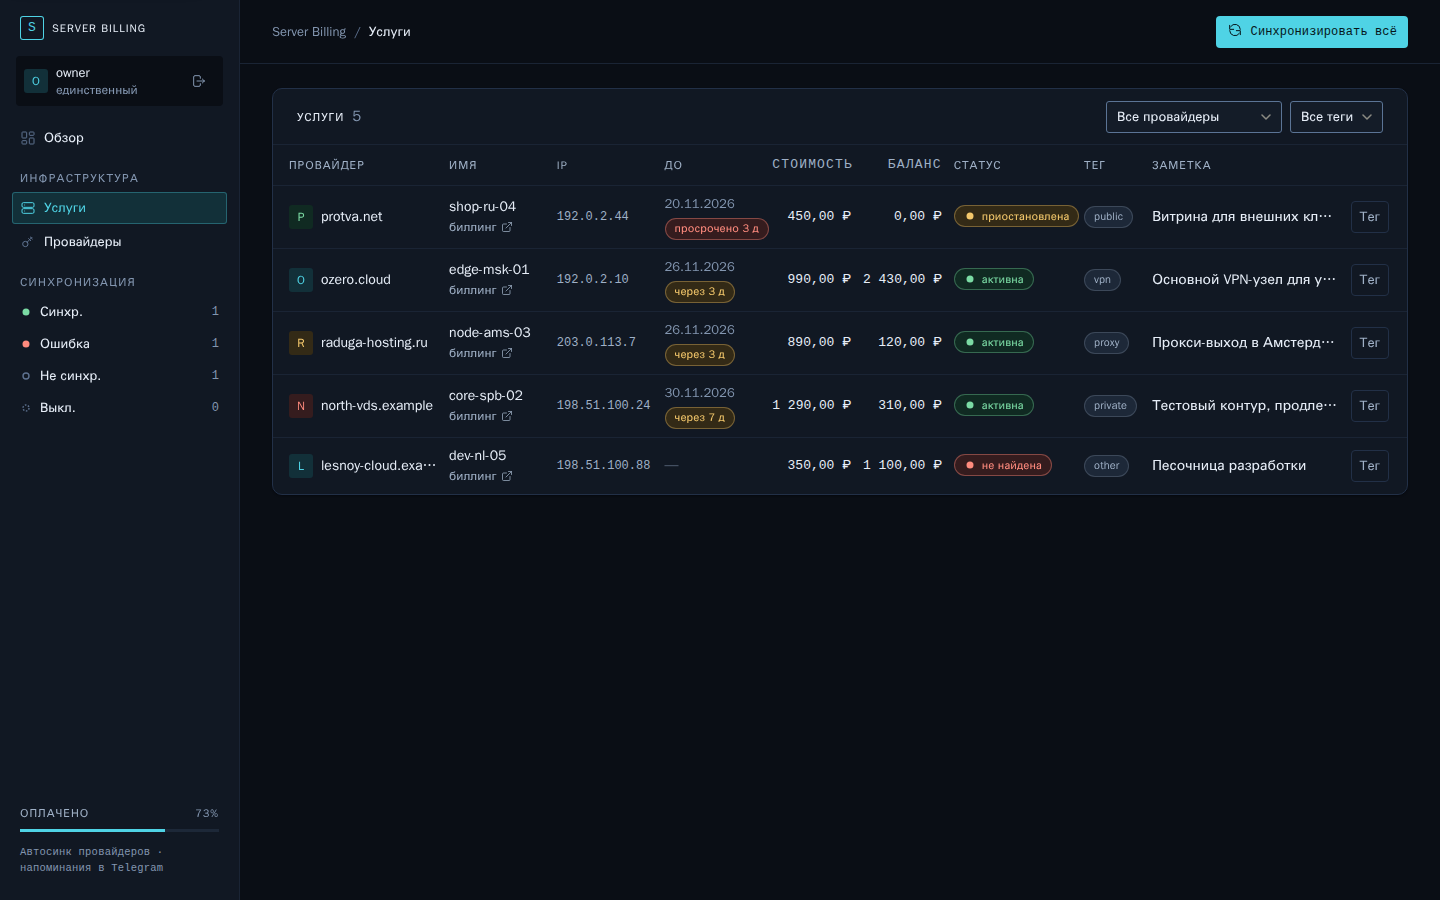 S SERVER BILLING
O owner
единственный
Обзор
ИНФРАСТРУКТУРА
Услуги
Провайдеры
СИНХРОНИЗАЦИЯ
Синхр. 1
Ошибка 1
Не синхр. 1
Выкл. 0
ОПЛАЧЕНО 73%
Автосинк провайдеров ·
напоминания в Telegram
Server Billing / Услуги
Синхронизировать всё
УСЛУГИ 5
Все провайдеры
Все теги
ПРОВАЙДЕР ИМЯ IP ДО СТОИМОСТЬ БАЛАНС СТАТУС ТЕГ ЗАМЕТКА
P protva.net shop-ru-04 биллинг 192.0.2.44 20.11.2026 просрочено 3 д 450,00 ₽ 0,00 ₽ приостановлена public Витрина для внешних кл… Тег
O ozero.cloud edge-msk-01 биллинг 192.0.2.10 26.11.2026 через 3 д 990,00 ₽ 2 430,00 ₽ активна vpn Основной VPN-узел для у… Тег
R raduga-hosting.ru node-ams-03 биллинг 203.0.113.7 26.11.2026 через 3 д 890,00 ₽ 120,00 ₽ активна proxy Прокси-выход в Амстерд… Тег
N north-vds.example core-spb-02 биллинг 198.51.100.24 30.11.2026 через 7 д 1 290,00 ₽ 310,00 ₽ активна private Тестовый контур, продле… Тег
L lesnoy-cloud.exa… dev-nl-05 биллинг 198.51.100.88 — 350,00 ₽ 1 100,00 ₽ не найдена other Песочница разработки Тег